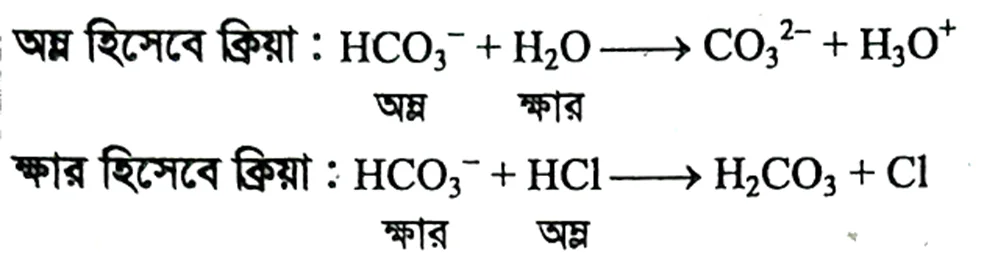 অম্ল হিসেবে ক্রিয়া : HCO₃⁻ + H₂O ⟶ CO₃²⁻ + H₃O⁺
অম্ল ক্ষার
ক্ষার হিসেবে ক্রিয়া : HCO₃⁻ + HCl ⟶ H₂CO₃ + Cl
ক্ষার অম্ল